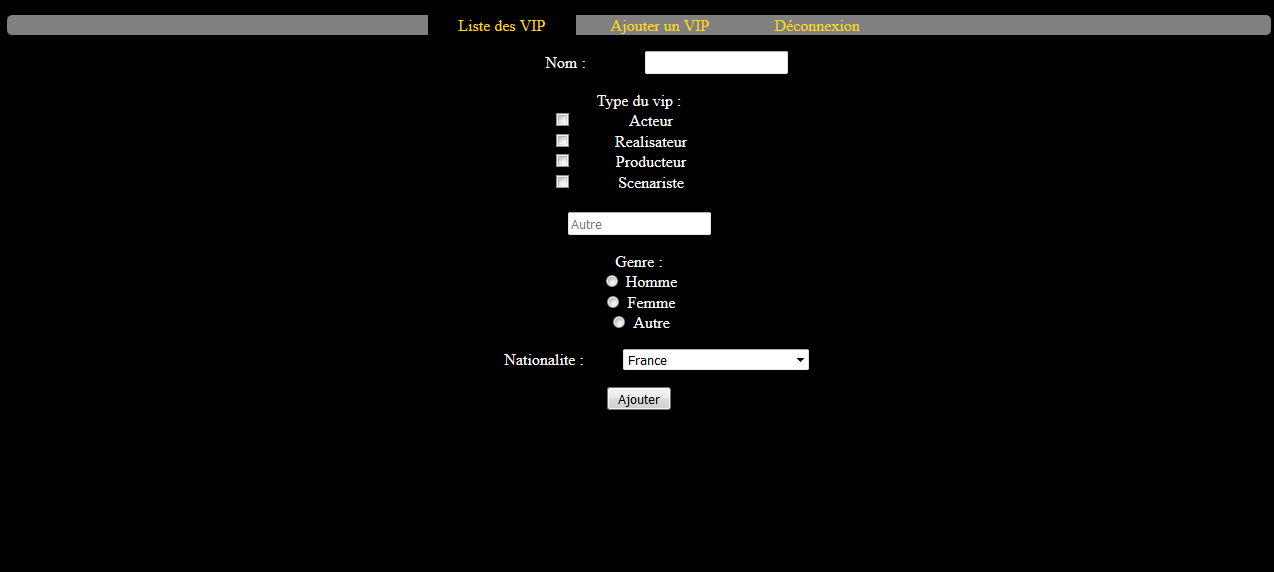 Liste des VIP Ajouter un VIP Déconnexion
Nom :
Type du vip :
Acteur
Realisateur
Producteur
Scenariste
Autre
Genre :
Homme
Femme
Autre
Nationalite : France
Ajouter